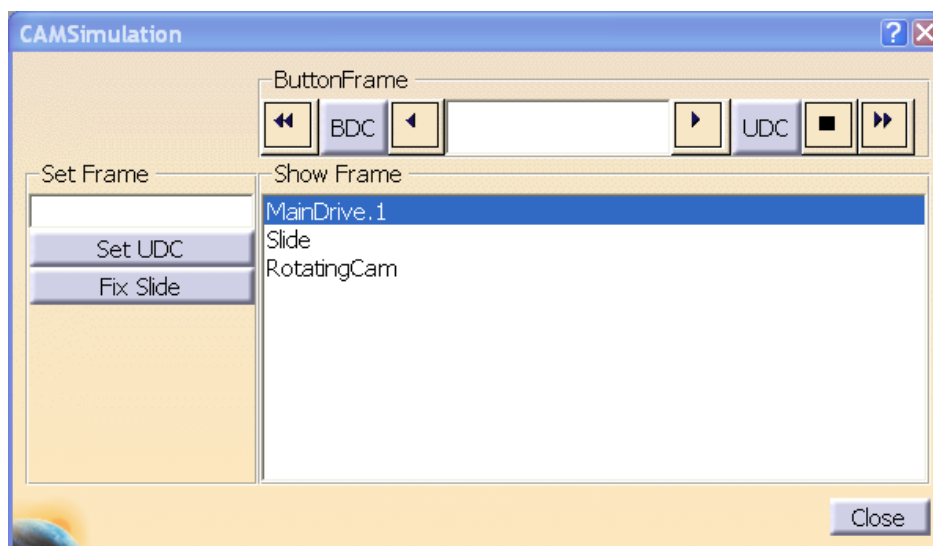 CAMSimulation
ButtonFrame
BDC
UDC
Set Frame
Show Frame
MainDrive.1
Set UDC
Slide
Fix Slide
RotatingCam
Close